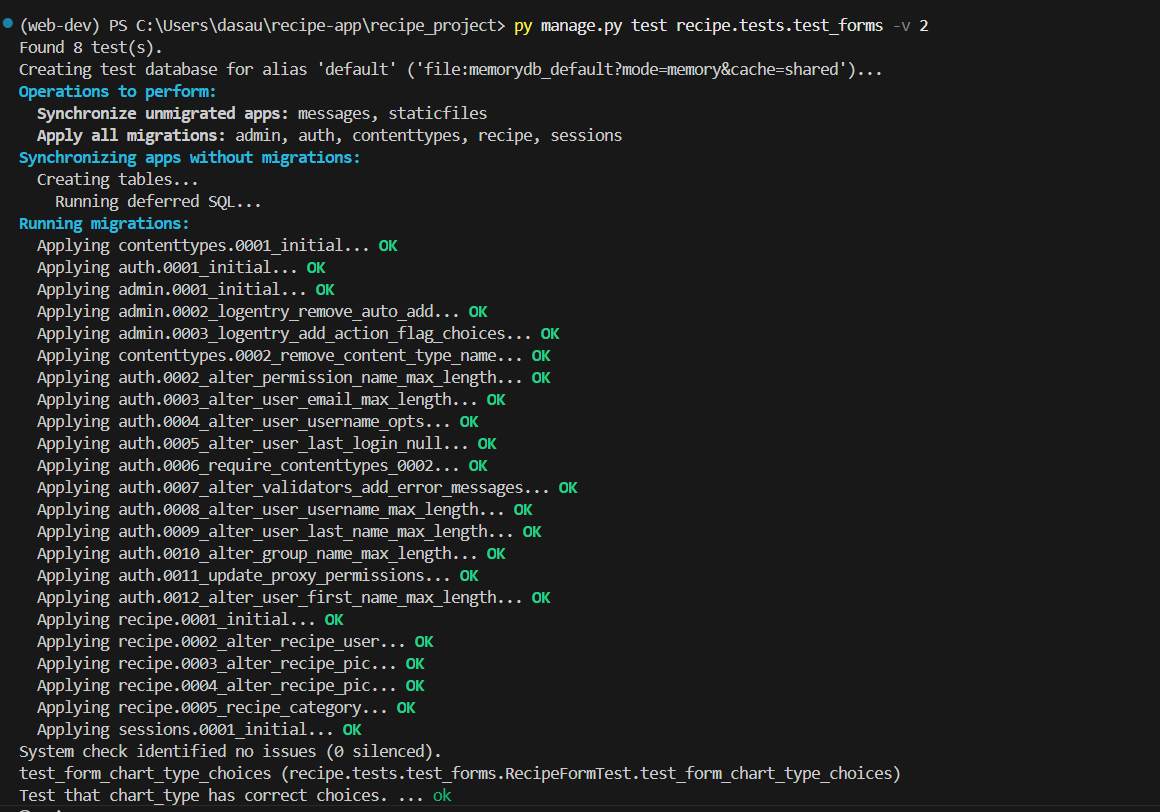 (web-dev) PS C:\Users\dasau\recipe-app\recipe_project> py manage.py test recipe.tests.test_forms -v 2
Found 8 test(s).
Creating test database for alias 'default' ('file:memorydb_default?mode=memory&cache=shared')...
Operations to perform:
  Synchronize unmigrated apps: messages, staticfiles
  Apply all migrations: admin, auth, contenttypes, recipe, sessions
Synchronizing apps without migrations:
  Creating tables...
    Running deferred SQL...
Running migrations:
  Applying contenttypes.0001_initial... OK
  Applying auth.0001_initial... OK
  Applying admin.0001_initial... OK
  Applying admin.0002_logentry_remove_auto_add... OK
  Applying admin.0003_logentry_add_action_flag_choices... OK
  Applying contenttypes.0002_remove_content_type_name... OK
  Applying auth.0002_alter_permission_name_max_length... OK
  Applying auth.0003_alter_user_email_max_length... OK
  Applying auth.0004_alter_user_username_opts... OK
  Applying auth.0005_alter_user_last_login_null... OK
  Applying auth.0006_require_contenttypes_0002... OK
  Applying auth.0007_alter_validators_add_error_messages... OK
  Applying auth.0008_alter_user_username_max_length... OK
  Applying auth.0009_alter_user_last_name_max_length... OK
  Applying auth.0010_alter_group_name_max_length... OK
  Applying auth.0011_update_proxy_permissions... OK
  Applying auth.0012_alter_user_first_name_max_length... OK
  Applying recipe.0001_initial... OK
  Applying recipe.0002_alter_recipe_user... OK
  Applying recipe.0003_alter_recipe_pic... OK
  Applying recipe.0004_alter_recipe_pic... OK
  Applying recipe.0005_recipe_category... OK
  Applying sessions.0001_initial... OK
System check identified no issues (0 silenced).
test_form_chart_type_choices (recipe.tests.test_forms.RecipeFormTest.test_form_chart_type_choices)
Test that chart_type has correct choices. ... ok